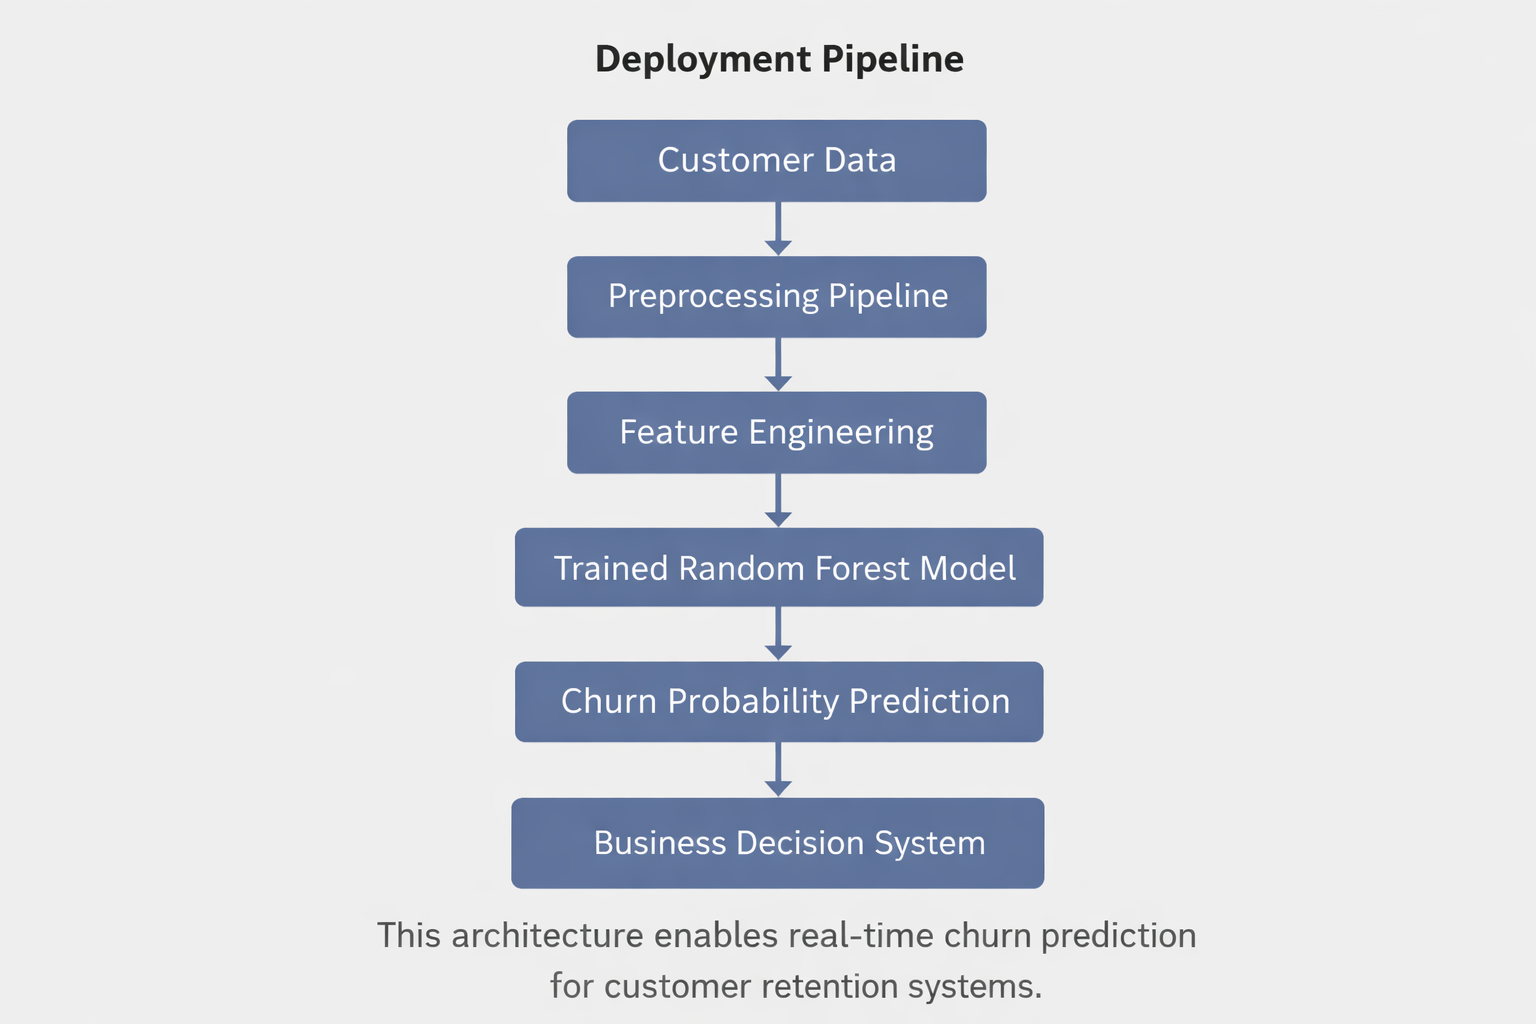 Deployment Pipeline
Customer Data
Preprocessing Pipeline
Feature Engineering
Trained Random Forest Model
Churn Probability Prediction
Business Decision System
This architecture enables real-time churn prediction
for customer retention systems.